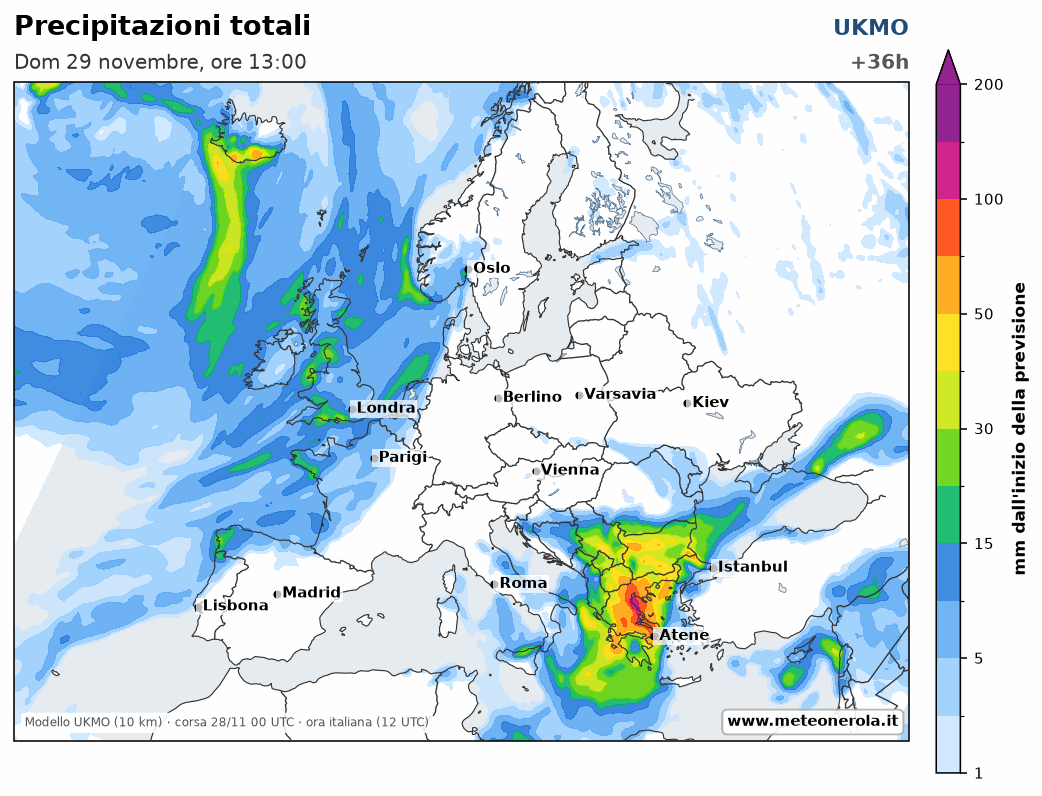 Precipitazioni totali
UKMO
Dom 29 novembre, ore 13:00
+36h
200
100
50
30
15
5
1
mm dall'inizio della previsione
Oslo
Berlino
Varsavia
Kiev
Londra
Parigi
Vienna
Istanbul
Roma
Madrid
Lisbona
Atene
Modello UKMO (10 km) · corsa 28/11 00 UTC · ora italiana (12 UTC)
www.meteonerola.it